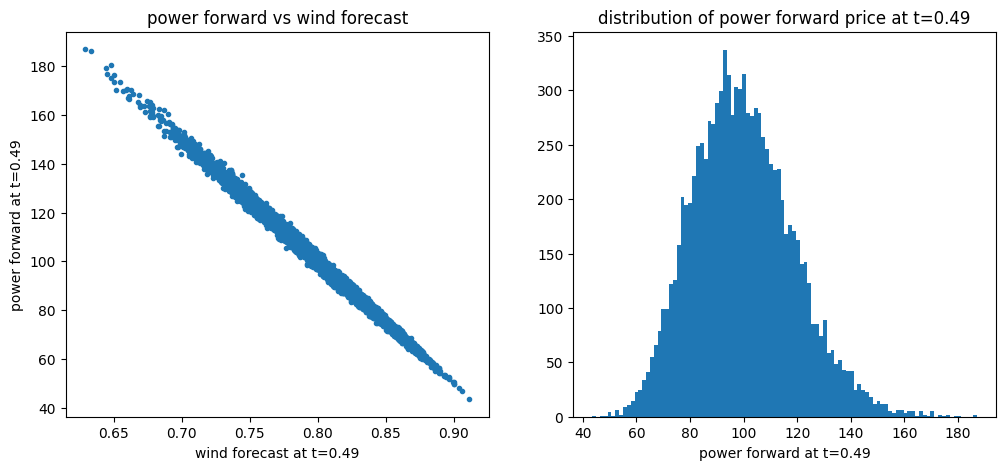 power forward vs wind forecast
power forward at t=0.49
180
160
140
120
100
80
60
40
0.65 0.70 0.75 0.80 0.85 0.90
wind forecast at t=0.49
distribution of power forward price at t=0.49
350
300
250
200
150
100
50
0
40 60 80 100 120 140 160 180
power forward at t=0.49